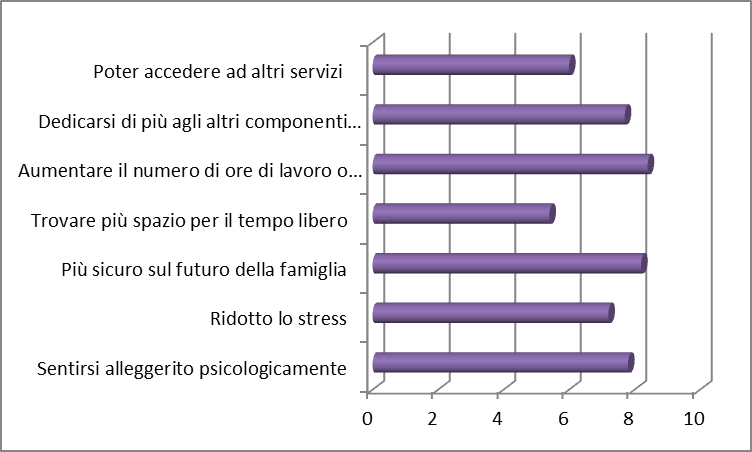 Poter accedere ad altri servizi
Dedicarsi di più agli altri componenti...
Aumentare il numero di ore di lavoro o...
Trovare più spazio per il tempo libero
Più sicuro sul futuro della famiglia
Ridotto lo stress
Sentirsi alleggerito psicologicamente
0 2 4 6 8 10